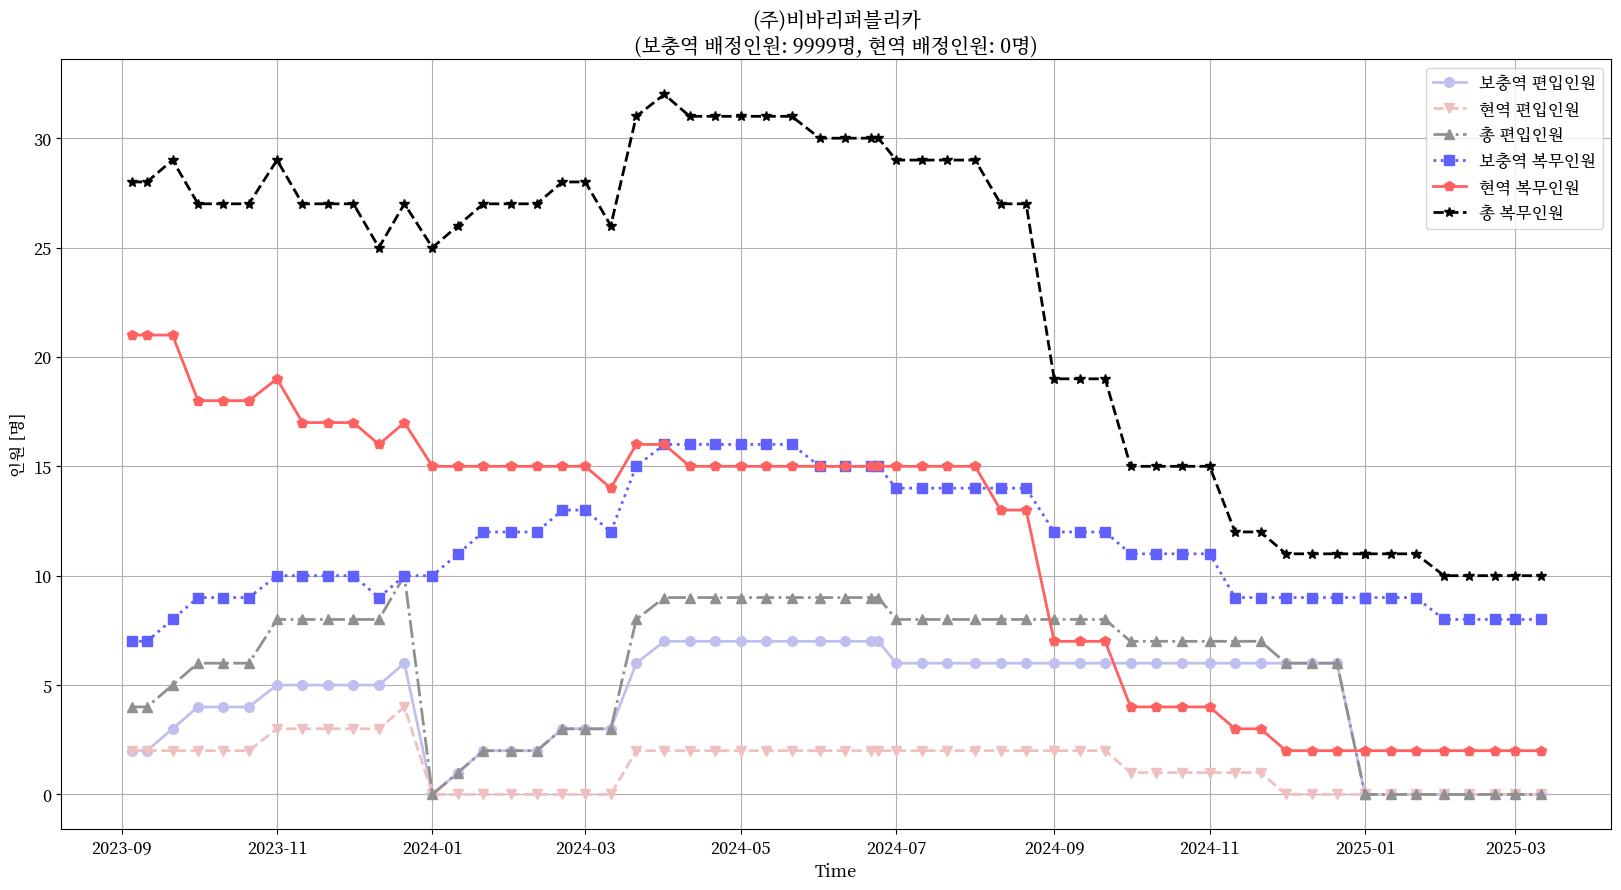 (주)비바리퍼블리카
(보충역 배정인원: 9999명, 현역 배정인원: 0명)
보충역 편입인원
현역 편입인원
총 편입인원
보충역 복무인원
현역 복무인원
총 복무인원
인원 [명]
30
25
20
15
10
5
0
2023-09
2023-11
2024-01
2024-03
2024-05
2024-07
2024-09
2024-11
2025-01
2025-03
Time